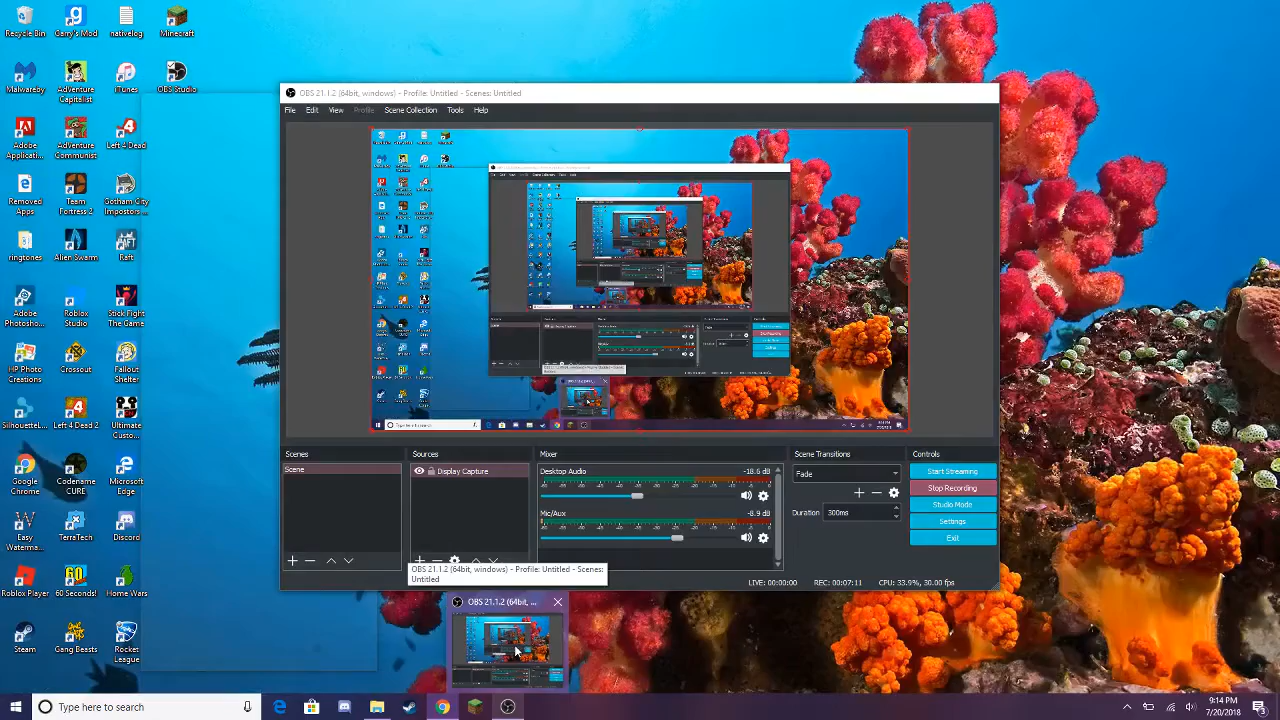 Recycle Bin
Garry's Mod
nativelog
Minecraft
Malwareby
AdVenture
Capitalist
iTunes
OBS Studio
Adobe
Application...
Adventure
Communist
Left 4 Dead
Removed
Apps
Team
Fortress 2
Gotham City
Impostors...
ringtones
Alien Swarm
Raft
Adobe
Photosho...
Roblox
Studio
Stick Fight
The Game
HP Photo
Creations
Crossout
Fallout
Shelter
Silhouette...
Left 4 Dead 2
Ultimate
Custo...
Google
Chrome
Codename
CURE
Microsoft
Edge
Easy
Waterma...
TerraTech
Discord
Roblox Player
60 Seconds!
Home Wars
Steam
Gang Beasts
Rocket
League
OBS 21.1.2 (64bit, windows) - Profile: Untitled - Scenes: Untitled
File Edit View Profile Scene Collection Tools Help
Scenes
Scene
Sources
Display Capture
Mixer
Desktop Audio -18.6 dB
Mic/Aux -8.9 dB
Scene Transitions
Fade
Duration 300ms
Controls
Start Streaming
Stop Recording
Studio Mode
Settings
Exit
OBS 21.1.2 (64bit, windows) - Profile: Untitled - Scenes:
Untitled
LIVE: 00:00:00 REC: 00:07:11 CPU: 33.9%, 30.00 fps
OBS 21.1.2 (64bit, ...
Type here to search
9:14 PM
7/20/2018